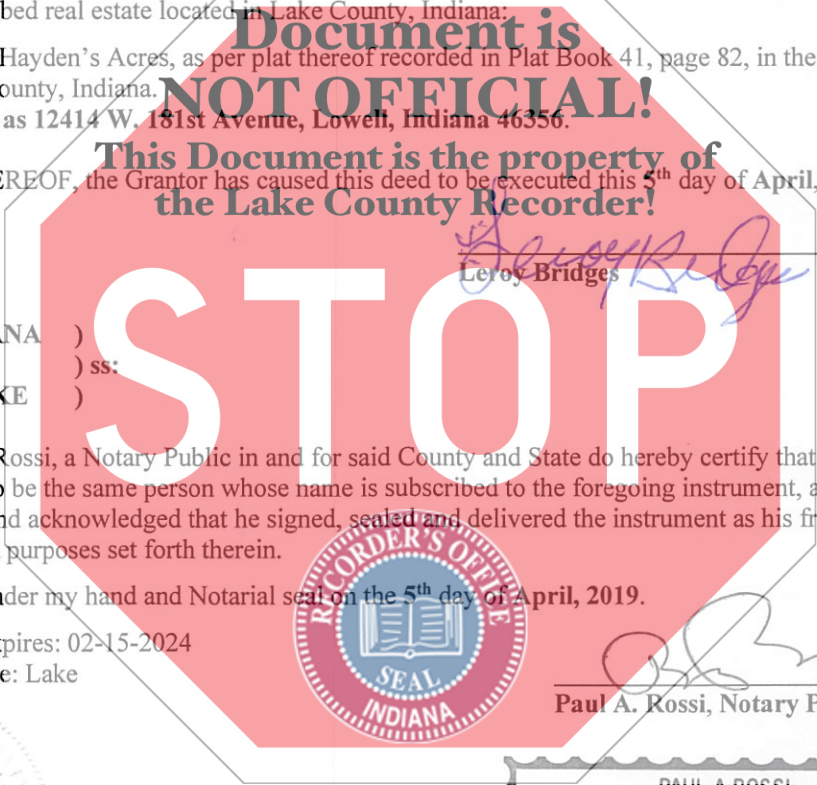 bed real estate located in Lake County, Indiana:
Document is
Hayden's Acres, as per plat thereof recorded in Plat Book 41, page 82, in the
ounty, Indiana.
NOT OFFICIAL!
as 12414 W. 181st Avenue, Lowell, Indiana 46356.
This Document is the property of
EREOF, the Grantor has caused this deed to be executed this 5th day of April,
the Lake County Recorder!
Leroy Bridges
Leroy Bridges
STOP
ANA )
) ss:
KE )
Rossi, a Notary Public in and for said County and State do hereby certify that
o be the same person whose name is subscribed to the foregoing instrument, a
nd acknowledged that he signed, sealed and delivered the instrument as his fr
purposes set forth therein.
nder my hand and Notarial seal on the 5th day of April, 2019.
RECORDER'S OFFICE
SEAL
INDIANA
pires: 02-15-2024
e: Lake
Paul A. Rossi, Notary P
PAUL A ROSSI